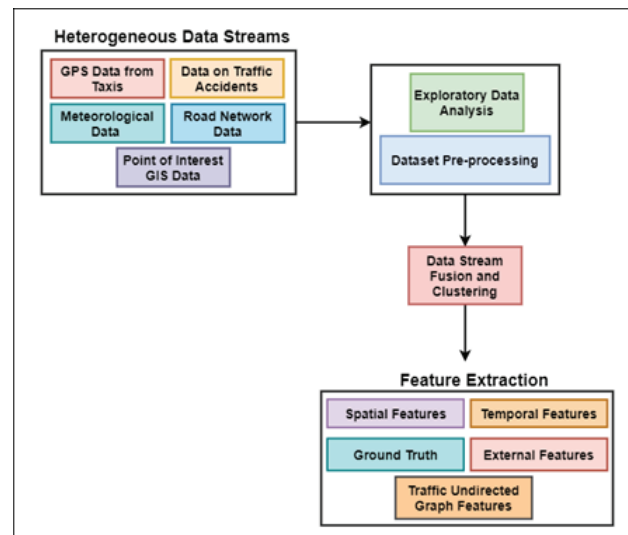 Heterogeneous Data Streams
GPS Data from
Taxis
Data on Traffic
Accidents
Meteorological
Data
Road Network
Data
Point of Interest
GIS Data
Exploratory Data
Analysis
Dataset Pre-processing
Data Stream
Fusion and
Clustering
Feature Extraction
Spatial Features
Temporal Features
Ground Truth
External Features
Traffic Undirected
Graph Features